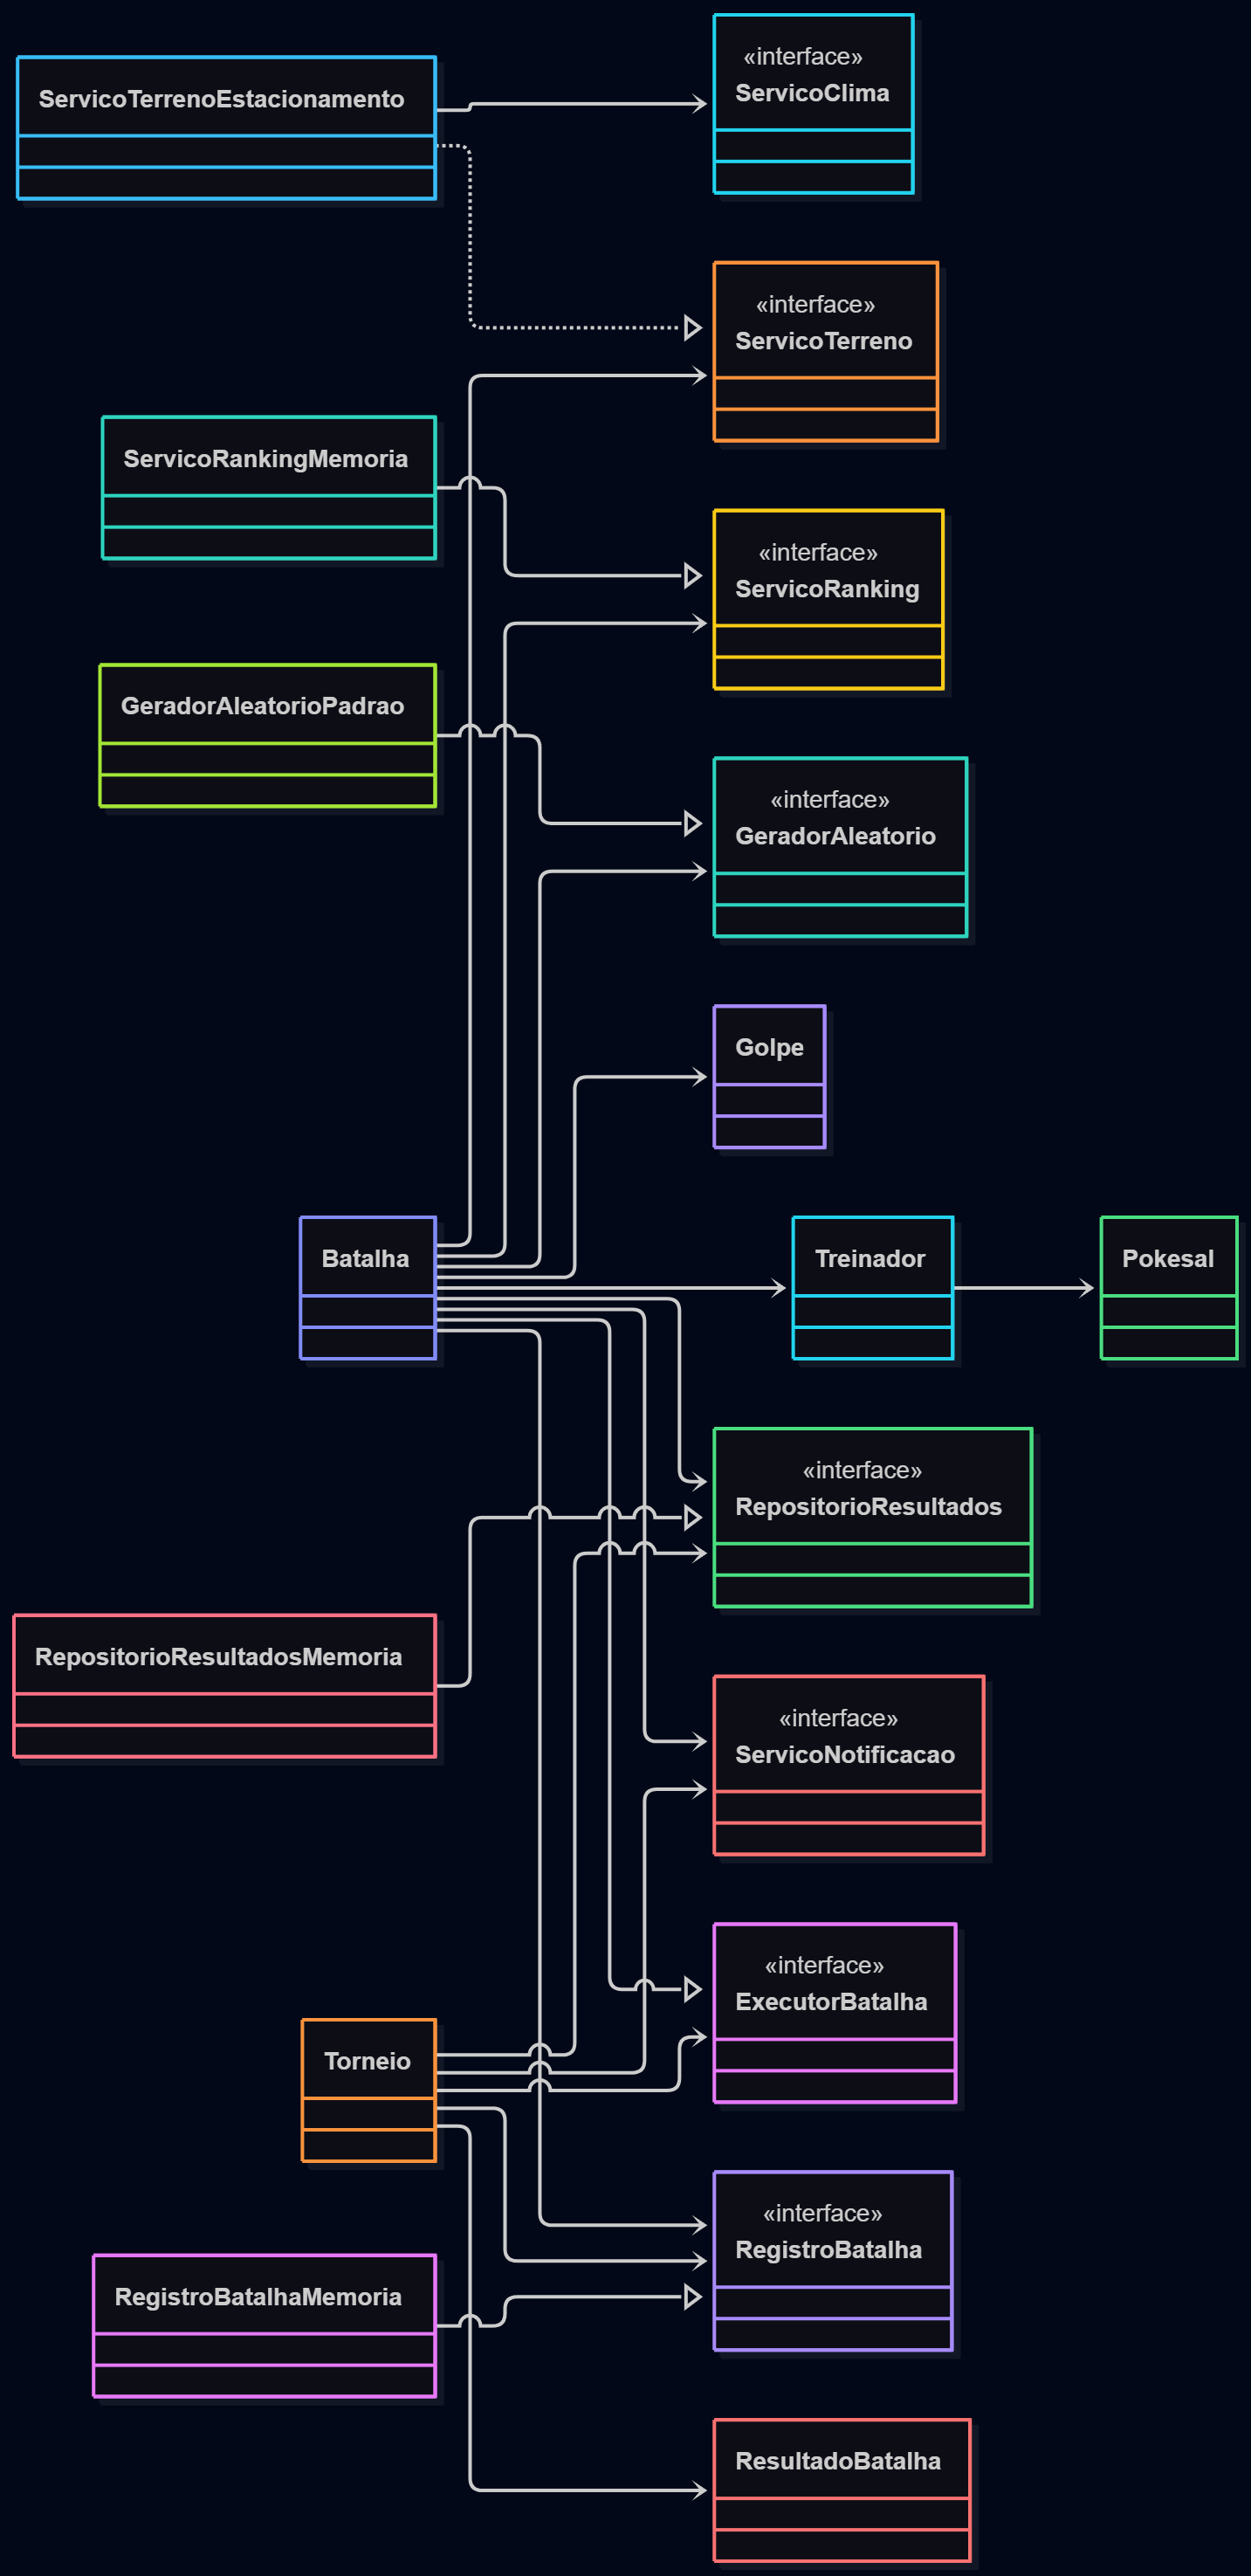 «interface»
ServicoClima
ServicoTerrenoEstacionamento
«interface»
ServicoTerreno
ServicoRankingMemoria
«interface»
ServicoRanking
GeradorAleatorioPadrao
«interface»
GeradorAleatorio
Golpe
Batalha
Treinador
Pokesal
«interface»
RepositorioResultados
RepositorioResultadosMemoria
«interface»
ServicoNotificacao
«interface»
ExecutorBatalha
Torneio
«interface»
RegistroBatalha
RegistroBatalhaMemoria
ResultadoBatalha